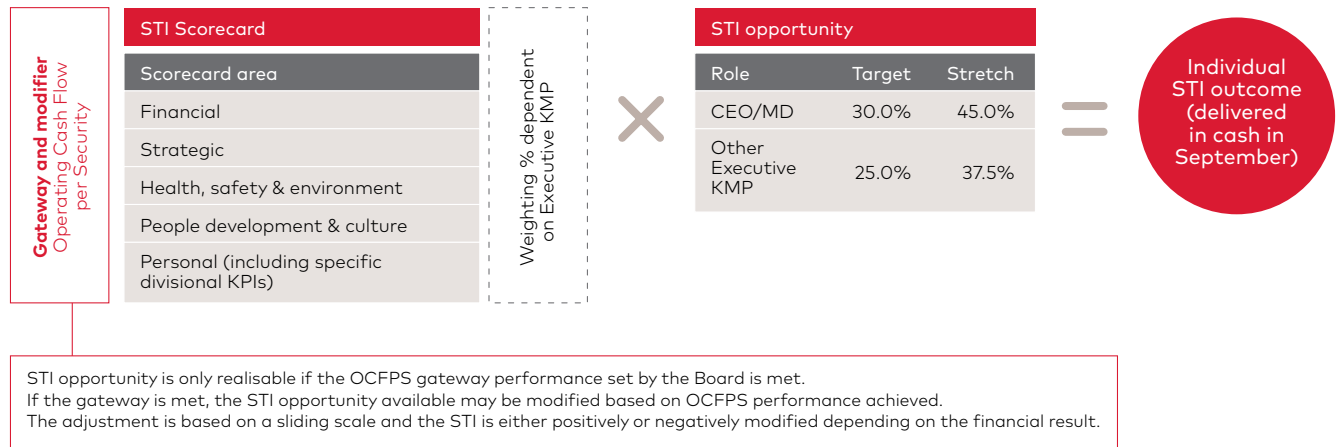 Gateway and modifier
Operating Cash Flow
per Security
STI Scorecard
Scorecard area
Financial
Strategic
Health, safety & environment
People development & culture
Personal (including specific
divisional KPIs)
Weighting % dependent
on Executive KMP
STI opportunity
Role Target Stretch
CEO/MD 30.0% 45.0%
Other
Executive
KMP 25.0% 37.5%
Individual
STI outcome
(delivered
in cash in
September)
STI opportunity is only realisable if the OCFPS gateway performance set by the Board is met.
If the gateway is met, the STI opportunity available may be modified based on OCFPS performance achieved.
The adjustment is based on a sliding scale and the STI is either positively or negatively modified depending on the financial result.